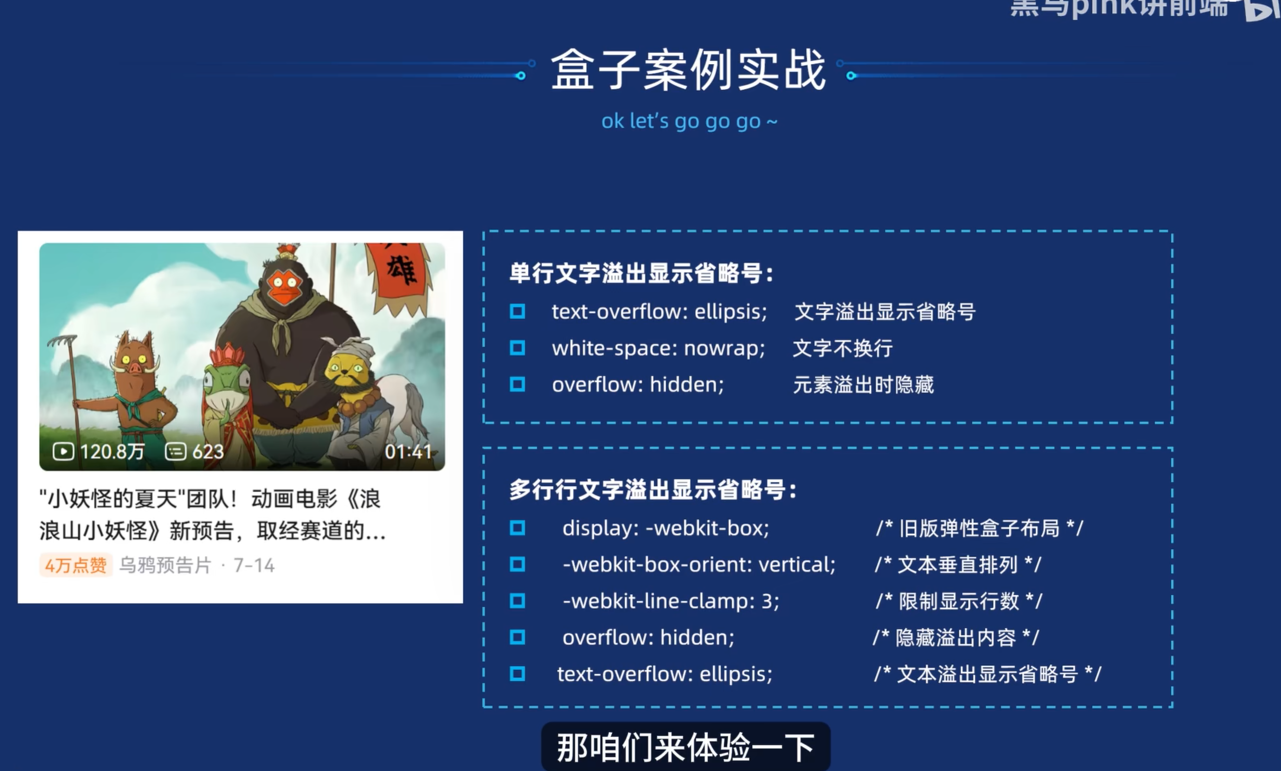 黑马pink讲前端
盒子案例实战
ok let's go go go ~
雄
120.8万 623 01:41
"小妖怪的夏天"团队！动画电影《浪
浪山小妖怪》新预告，取经赛道的...
4万点赞 乌鸦预告片 · 7-14
单行文字溢出显示省略号：
text-overflow: ellipsis; 文字溢出显示省略号
white-space: nowrap; 文字不换行
overflow: hidden; 元素溢出时隐藏
多行行文字溢出显示省略号：
display: -webkit-box; /* 旧版弹性盒子布局 */
-webkit-box-orient: vertical; /* 文本垂直排列 */
-webkit-line-clamp: 3; /* 限制显示行数 */
overflow: hidden; /* 隐藏溢出内容 */
text-overflow: ellipsis; /* 文本溢出显示省略号 */
那咱们来体验一下